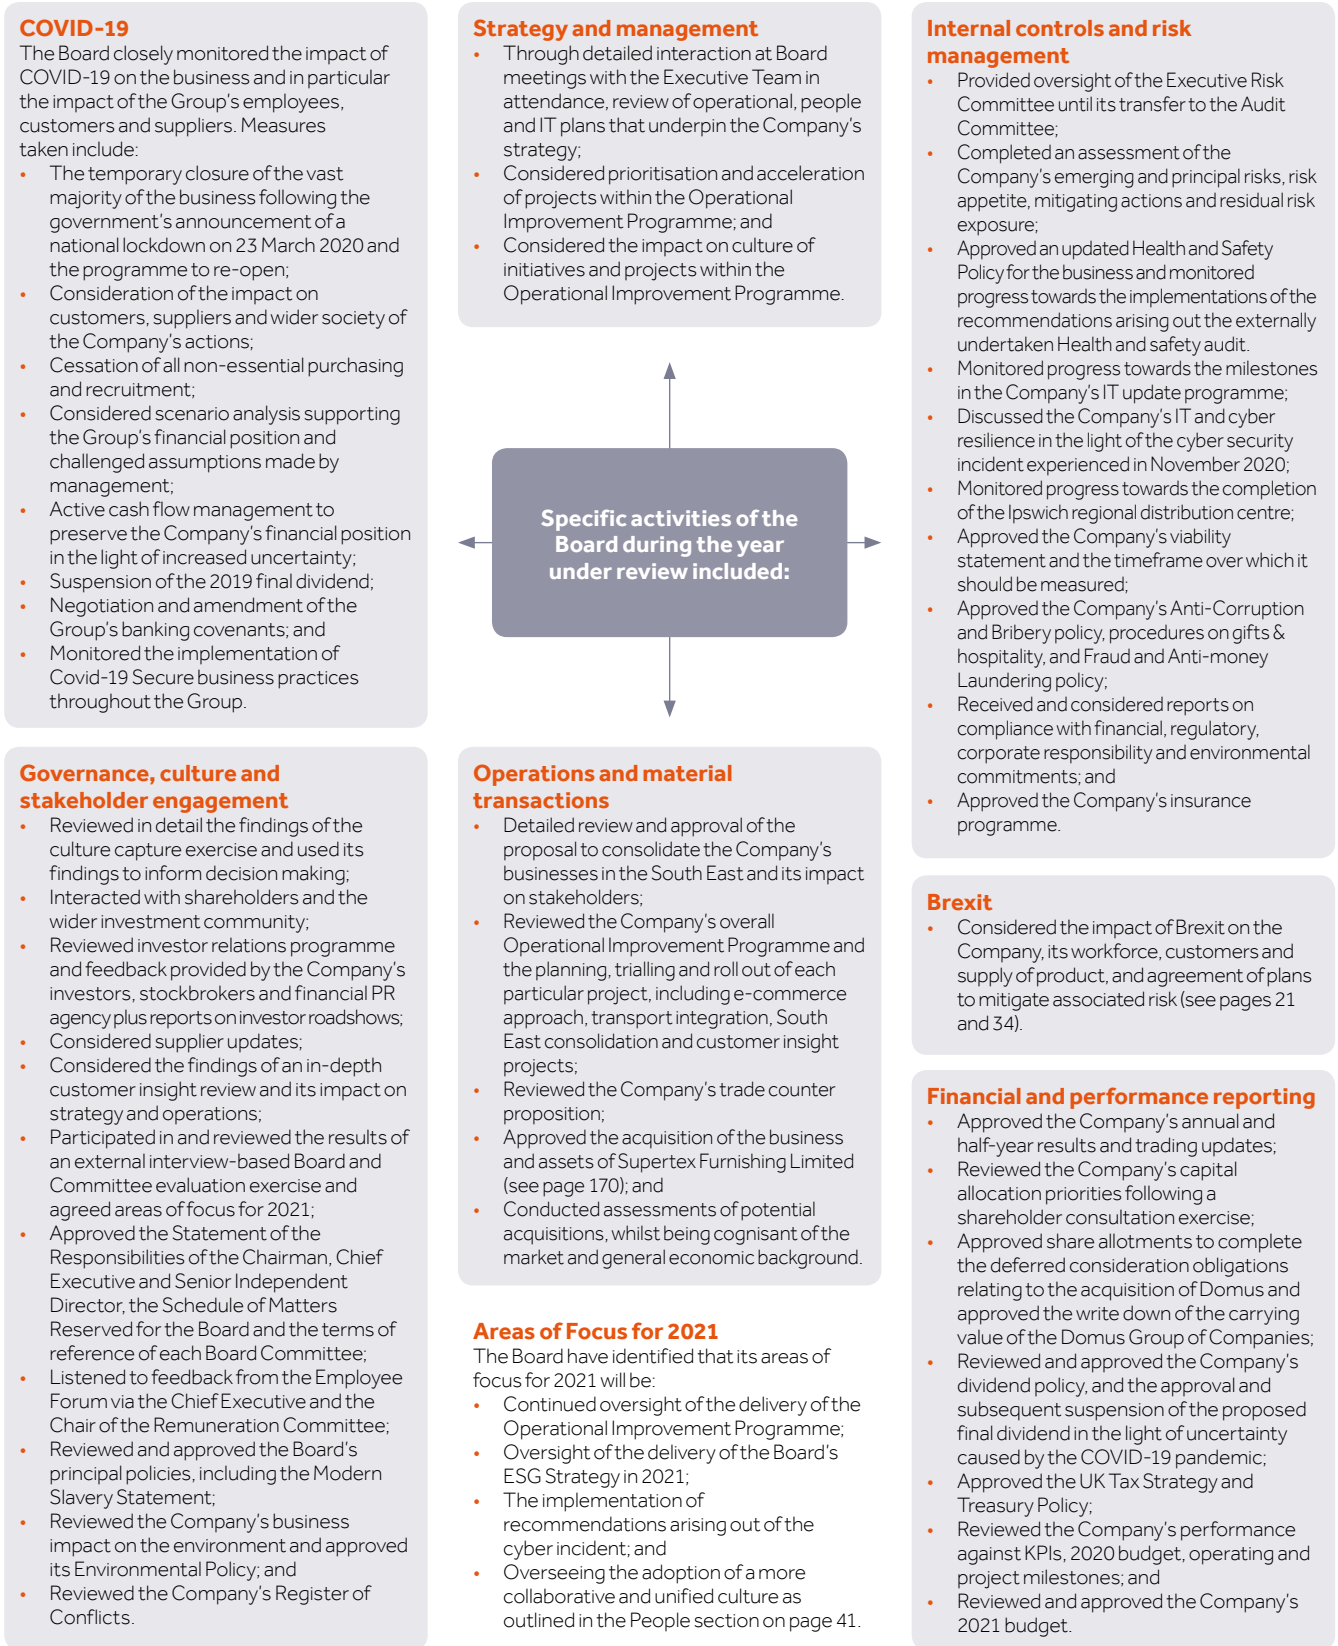 COVID-19
The Board closely monitored the impact of
COVID-19 on the business and in particular
the impact of the Group's employees,
customers and suppliers. Measures
taken include:
• The temporary closure of the vast
majority of the business following the
government's announcement of a
national lockdown on 23 March 2020 and
the programme to re-open;
• Consideration of the impact on
customers, suppliers and wider society of
the Company's actions;
• Cessation of all non-essential purchasing
and recruitment;
• Considered scenario analysis supporting
the Group's financial position and
challenged assumptions made by
management;
• Active cash flow management to
preserve the Company's financial position
in the light of increased uncertainty;
• Suspension of the 2019 final dividend;
• Negotiation and amendment of the
Group's banking covenants; and
• Monitored the implementation of
Covid-19 Secure business practices
throughout the Group.
Governance, culture and
stakeholder engagement
• Reviewed in detail the findings of the
culture capture exercise and used its
findings to inform decision making;
• Interacted with shareholders and the
wider investment community;
• Reviewed investor relations programme
and feedback provided by the Company's
investors, stockbrokers and financial PR
agency plus reports on investor roadshows;
• Considered supplier updates;
• Considered the findings of an in-depth
customer insight review and its impact on
strategy and operations;
• Participated in and reviewed the results of
an external interview-based Board and
Committee evaluation exercise and
agreed areas of focus for 2021;
• Approved the Statement of the
Responsibilities of the Chairman, Chief
Executive and Senior Independent
Director, the Schedule of Matters
Reserved for the Board and the terms of
reference of each Board Committee;
• Listened to feedback from the Employee
Forum via the Chief Executive and the
Chair of the Remuneration Committee;
• Reviewed and approved the Board's
principal policies, including the Modern
Slavery Statement;
• Reviewed the Company's business
impact on the environment and approved
its Environmental Policy; and
• Reviewed the Company's Register of
Conflicts.
Strategy and management
• Through detailed interaction at Board
meetings with the Executive Team in
attendance, review of operational, people
and IT plans that underpin the Company's
strategy;
• Considered prioritisation and acceleration
of projects within the Operational
Improvement Programme; and
• Considered the impact on culture of
initiatives and projects within the
Operational Improvement Programme.
Specific activities of the
Board during the year
under review included:
Operations and material
transactions
• Detailed review and approval of the
proposal to consolidate the Company's
businesses in the South East and its impact
on stakeholders;
• Reviewed the Company's overall
Operational Improvement Programme and
the planning, trialling and roll out of each
particular project, including e-commerce
approach, transport integration, South
East consolidation and customer insight
projects;
• Reviewed the Company's trade counter
proposition;
• Approved the acquisition of the business
and assets of Supertex Furnishing Limited
(see page 170); and
• Conducted assessments of potential
acquisitions, whilst being cognisant of the
market and general economic background.
Areas of Focus for 2021
The Board have identified that its areas of
focus for 2021 will be:
• Continued oversight of the delivery of the
Operational Improvement Programme;
• Oversight of the delivery of the Board's
ESG Strategy in 2021;
• The implementation of
recommendations arising out of the
cyber incident; and
• Overseeing the adoption of a more
collaborative and unified culture as
outlined in the People section on page 41.
Internal controls and risk
management
• Provided oversight of the Executive Risk
Committee until its transfer to the Audit
Committee;
• Completed an assessment of the
Company's emerging and principal risks, risk
appetite, mitigating actions and residual risk
exposure;
• Approved an updated Health and Safety
Policy for the business and monitored
progress towards the implementations of the
recommendations arising out the externally
undertaken Health and safety audit.
• Monitored progress towards the milestones
in the Company's IT update programme;
• Discussed the Company's IT and cyber
resilience in the light of the cyber security
incident experienced in November 2020;
• Monitored progress towards the completion
of the Ipswich regional distribution centre;
• Approved the Company's viability
statement and the timeframe over which it
should be measured;
• Approved the Company's Anti-Corruption
and Bribery policy, procedures on gifts &
hospitality, and Fraud and Anti-money
Laundering policy;
• Received and considered reports on
compliance with financial, regulatory,
corporate responsibility and environmental
commitments; and
• Approved the Company's insurance
programme.
Brexit
• Considered the impact of Brexit on the
Company, its workforce, customers and
supply of product, and agreement of plans
to mitigate associated risk (see pages 21
and 34).
Financial and performance reporting
• Approved the Company's annual and
half-year results and trading updates;
• Reviewed the Company's capital
allocation priorities following a
shareholder consultation exercise;
• Approved share allotments to complete
the deferred consideration obligations
relating to the acquisition of Domus and
approved the write down of the carrying
value of the Domus Group of Companies;
• Reviewed and approved the Company's
dividend policy, and the approval and
subsequent suspension of the proposed
final dividend in the light of uncertainty
caused by the COVID-19 pandemic;
• Approved the UK Tax Strategy and
Treasury Policy;
• Reviewed the Company's performance
against KPIs, 2020 budget, operating and
project milestones; and
• Reviewed and approved the Company's
2021 budget.